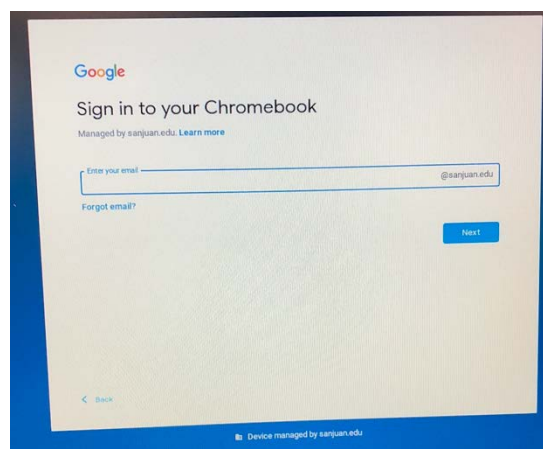 Google
Sign in to your Chromebook
Managed by sanjuan.edu. Learn more
Enter your email
@sanjuan.edu
Forgot email?
Next
Back
Device managed by sanjuan.edu